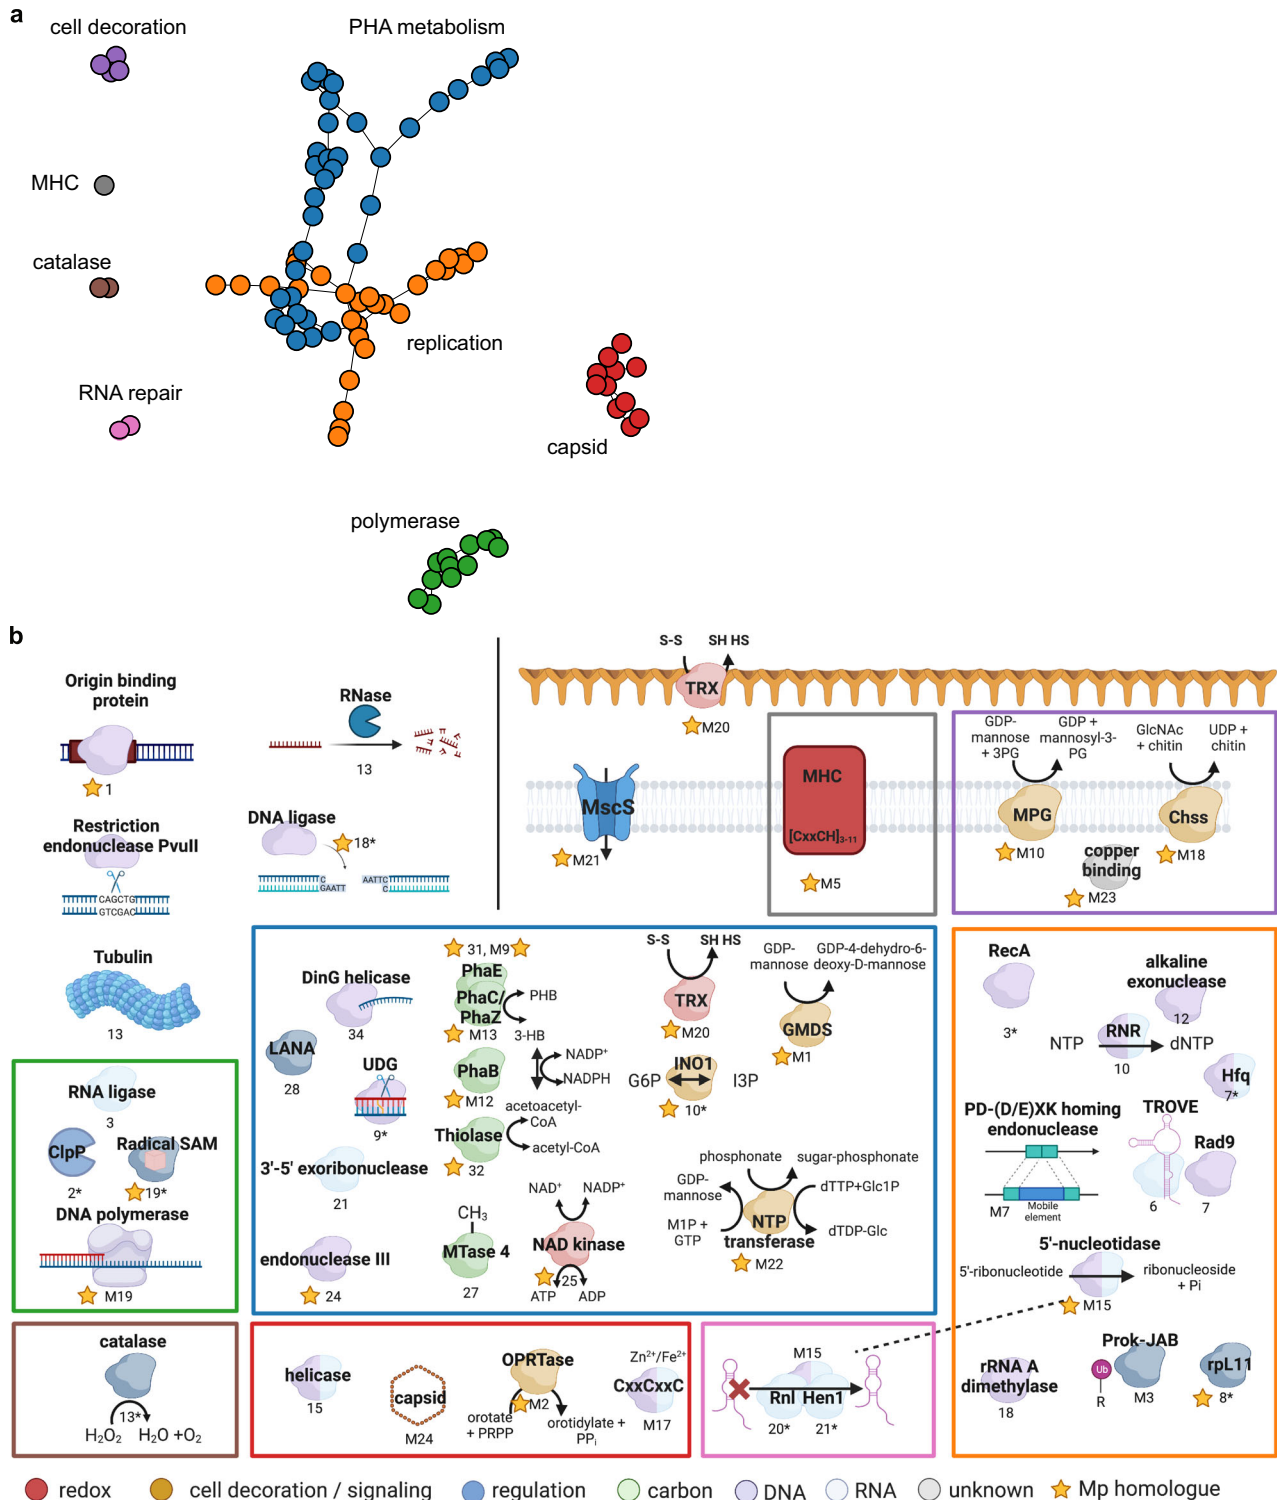 a
cell decoration
PHA metabolism
MHC
catalase
replication
RNA repair
capsid
polymerase
b
Origin binding
protein
1
RNase
13
Restriction
endonuclease PvuII
CAGCTG
GTCGAC
DNA ligase
18*
C
GAATT
AATTC
C
Tubulin
13
S-S
SH HS
TRX
M20
MscS
M21
MHC
[CxxCH]3-11
M5
GDP-
mannose
+ 3PG
GDP +
mannosyl-3-
PG
MPG
M10
GlcNAc
+ chitin
UDP +
chitin
Chss
M18
copper
binding
M23
RNA ligase
3
ClpP
2*
Radical SAM
19*
DNA polymerase
M19
DinG helicase
34
LANA
28
UDG
9*
3'-5' exoribonuclease
21
endonuclease III
24
31, M9
PhaE
PhaC/
PhaZ
M13
PHB
3-HB
PhaB
M12
NADP+
NADPH
acetoacetyl-
CoA
Thiolase
32
acetyl-CoA
CH3
MTase 4
27
NAD+
NADP+
NAD kinase
25
ATP
ADP
S-S
SH HS
TRX
M20
GDP-
mannose
GDP-4-dehydro-6-
deoxy-D-mannose
GMDS
M1
G6P
INO1
I3P
10*
phosphonate
sugar-phosphonate
GDP-
mannose
dTTP+Glc1P
M1P +
GTP
NTP
transferase
dTDP-Glc
M22
RecA
3*
alkaline
exonuclease
12
NTP
RNR
dNTP
10
Hfq
7*
PD-(D/E)XK homing
endonuclease
M7
Mobile
element
TROVE
6
Rad9
7
5'-nucleotidase
5'-ribonucleotide
ribonucleoside
+ Pi
M15
rRNA A
dimethylase
18
Prok-JAB
Ub
R
M3
rpL11
8*
catalase
13*
H2O2
H2O +O2
helicase
15
capsid
M24
OPRTase
M2
orotate
+ PRPP
orotidylate +
PPi
Zn2+/Fe2+
CxxCxxC
M17
M15
Rnl Hen1
20*
21*
redox
cell decoration / signaling
regulation
carbon
DNA
RNA
unknown
Mp homologue